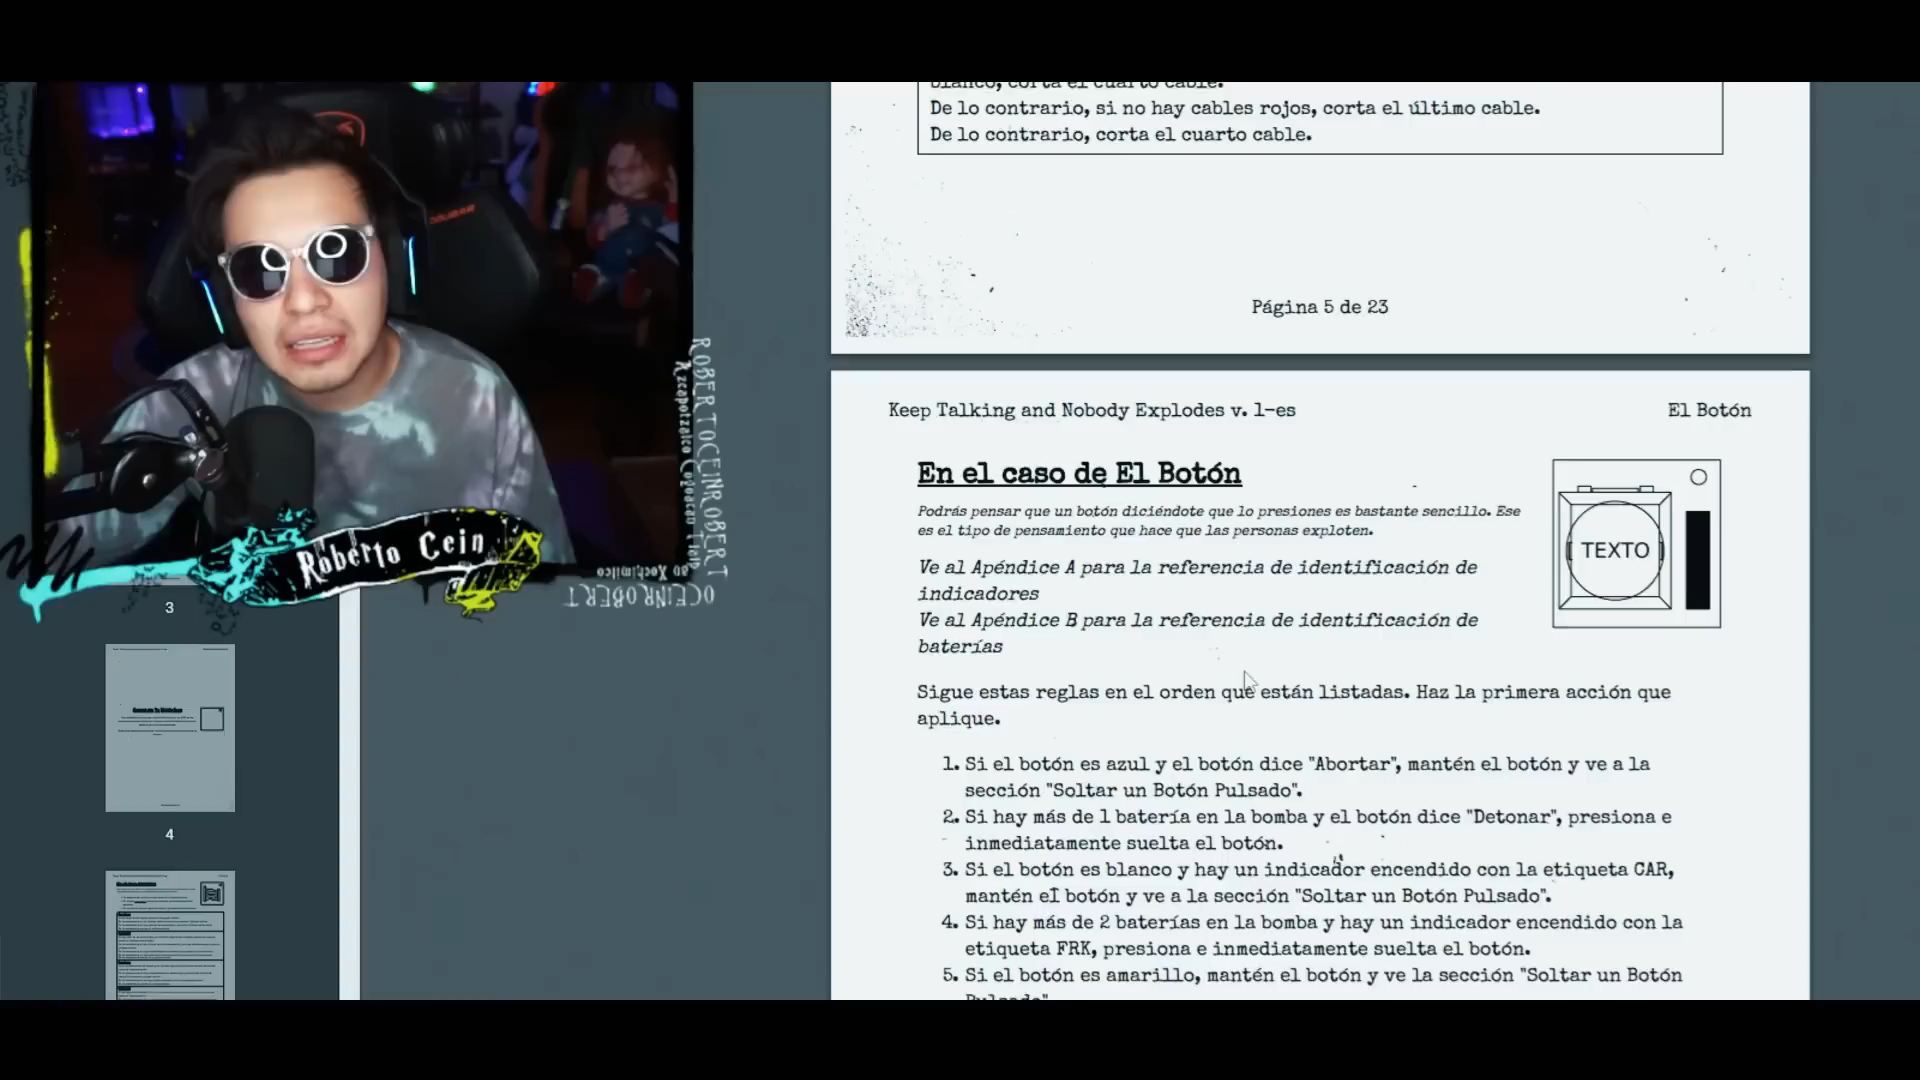 blanco, corta el cuarto cable.
De lo contrario, si no hay cables rojos, corta el último cable.
De lo contrario, corta el cuarto cable.
Página 5 de 23
Keep Talking and Nobody Explodes v. 1-es
El Botón
En el caso de El Botón
Podrás pensar que un botón diciéndote que lo presiones es bastante sencillo. Ese
es el tipo de pensamiento que hace que las personas exploten.
Ve al Apéndice A para la referencia de identificación de
indicadores
Ve al Apéndice B para la referencia de identificación de
baterías
TEXTO
Sigue estas reglas en el orden que están listadas. Haz la primera acción que
aplique.
1. Si el botón es azul y el botón dice "Abortar", mantén el botón y ve a la
sección "Soltar un Botón Pulsado".
2. Si hay más de 1 batería en la bomba y el botón dice "Detonar", presiona e
inmediatamente suelta el botón.
3. Si el botón es blanco y hay un indicador encendido con la etiqueta CAR,
mantén el botón y ve a la sección "Soltar un Botón Pulsado".
4. Si hay más de 2 baterías en la bomba y hay un indicador encendido con la
etiqueta FRK, presiona e inmediatamente suelta el botón.
5. Si el botón es amarillo, mantén el botón y ve la sección "Soltar un Botón
Pulsado"
Roberto Cein
ROBERTOCEINROBERT
OCEINROBERT
COUGAR
3
4